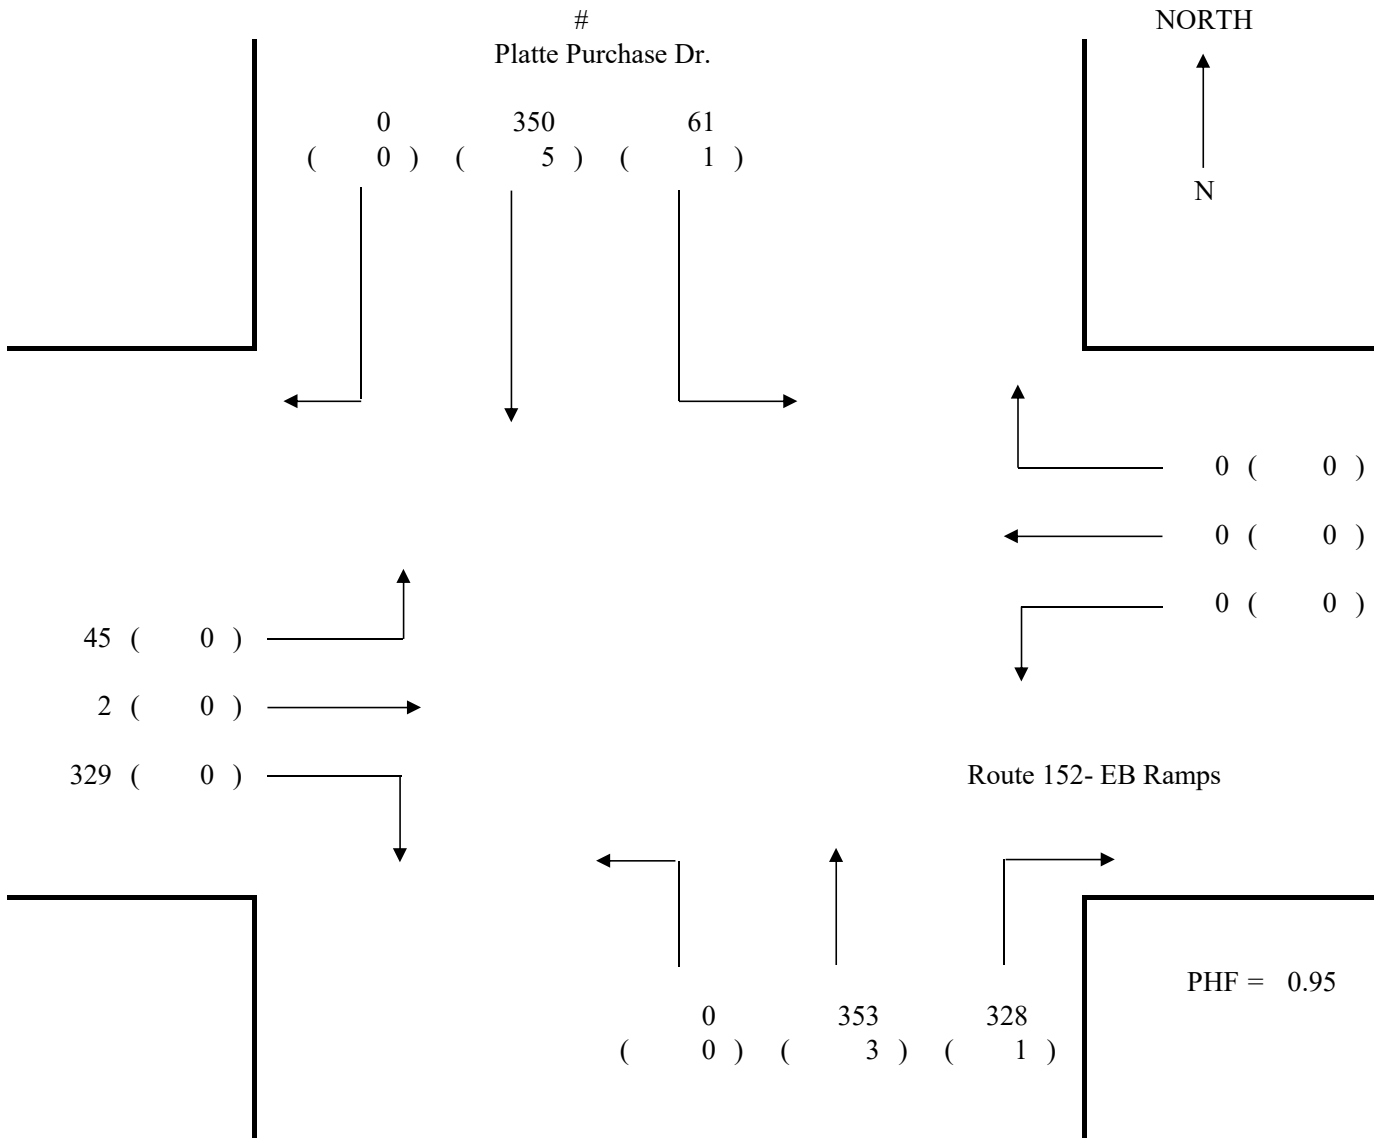 # NORTH
Platte Purchase Dr.
0 350 61
( 0 ) ( 5 ) ( 1 )
N
0 ( 0 )
0 ( 0 )
0 ( 0 )
45 ( 0 )
2 ( 0 )
329 ( 0 ) Route 152- EB Ramps
PHF = 0.95
0 353 328
( 0 ) ( 3 ) ( 1 )